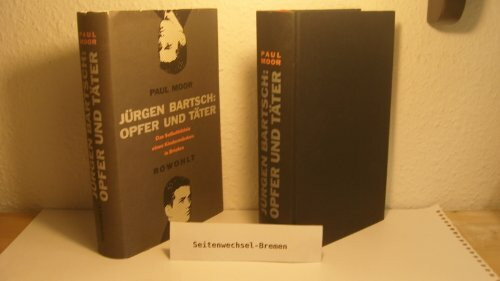 PAUL MOOR
JÜRGEN BARTSCH:
OPFER UND TÄTER
PAUL MOOR
JÜRGEN BARTSCH:
OPFER UND TÄTER
Das Selbstbildnis
eines Kindermörders
in Briefen
ROWOHLT
PAUL
MOOR
JÜRGEN BARTSCH:
OPFER UND TÄTER
Seitenwechsel-Bremen